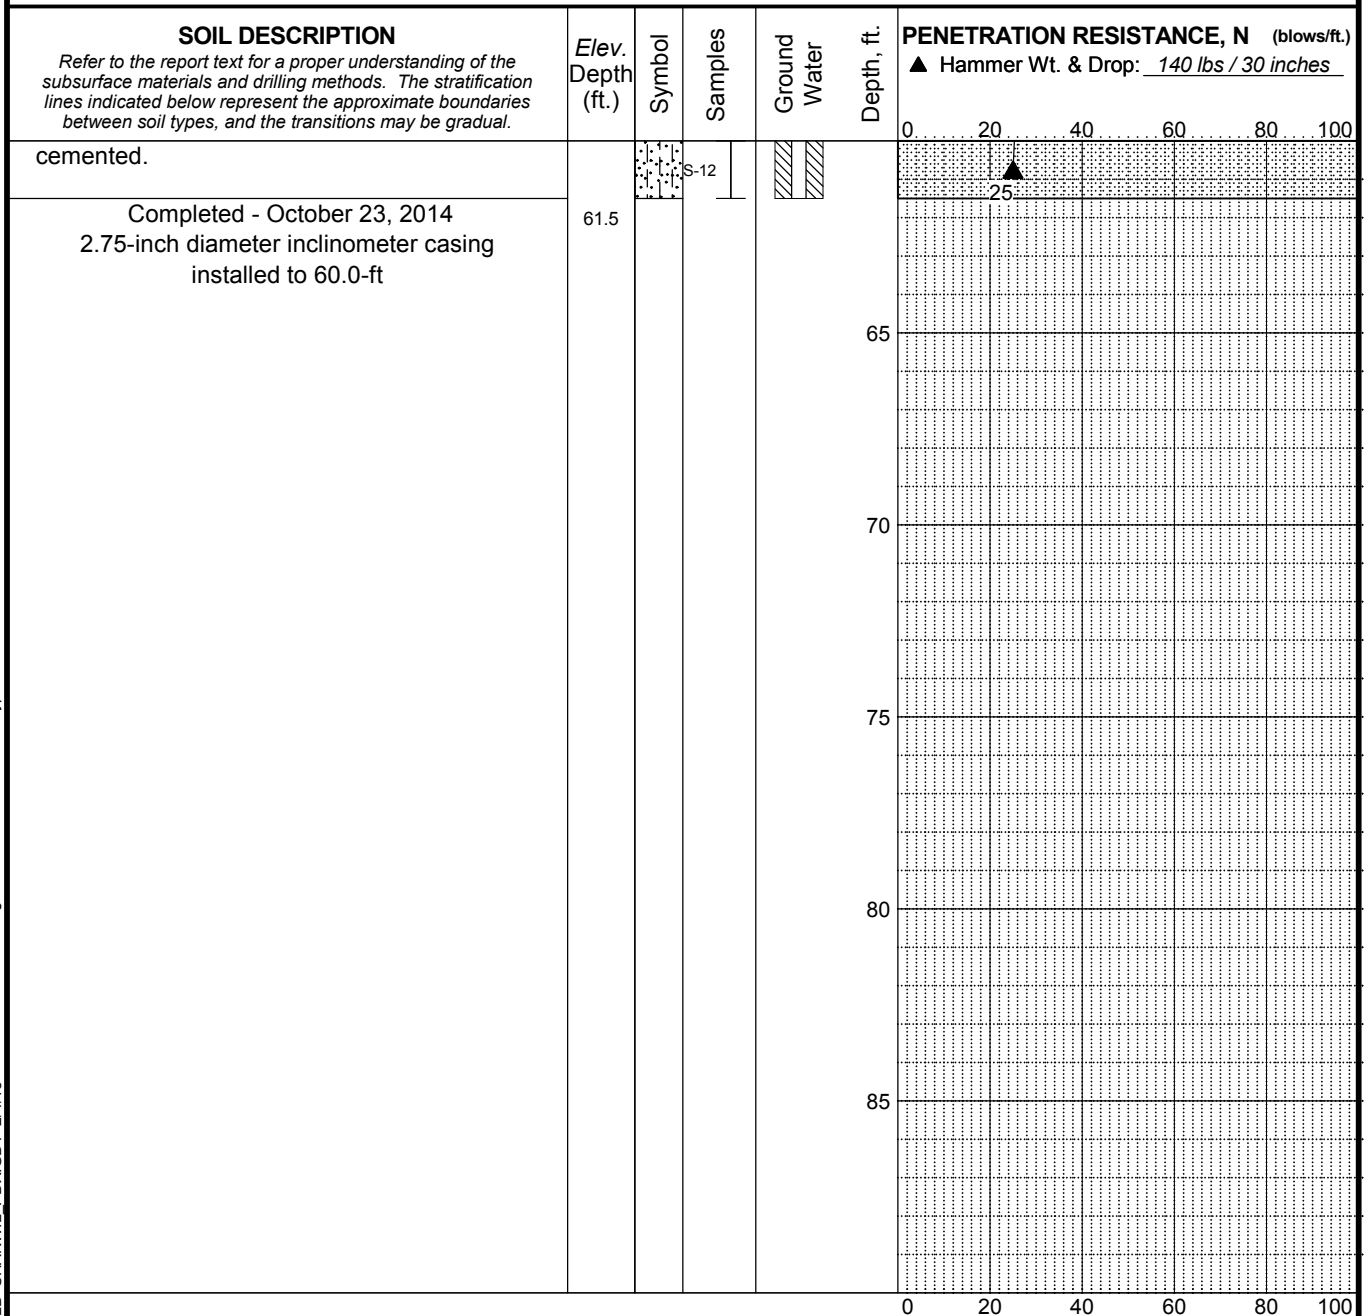 SOIL DESCRIPTION
Refer to the report text for a proper understanding of the
subsurface materials and drilling methods. The stratification
lines indicated below represent the approximate boundaries
between soil types, and the transitions may be gradual.
Elev.
Depth
(ft.)
Symbol
Samples
Ground
Water
Depth, ft.
PENETRATION RESISTANCE, N (blows/ft.)
▲ Hammer Wt. & Drop: 140 lbs / 30 inches
0 20 40 60 80 100
cemented.
S-12
25
Completed - October 23, 2014
2.75-inch diameter inclinometer casing
installed to 60.0-ft
61.5
65
70
75
80
85
0 20 40 60 80 100